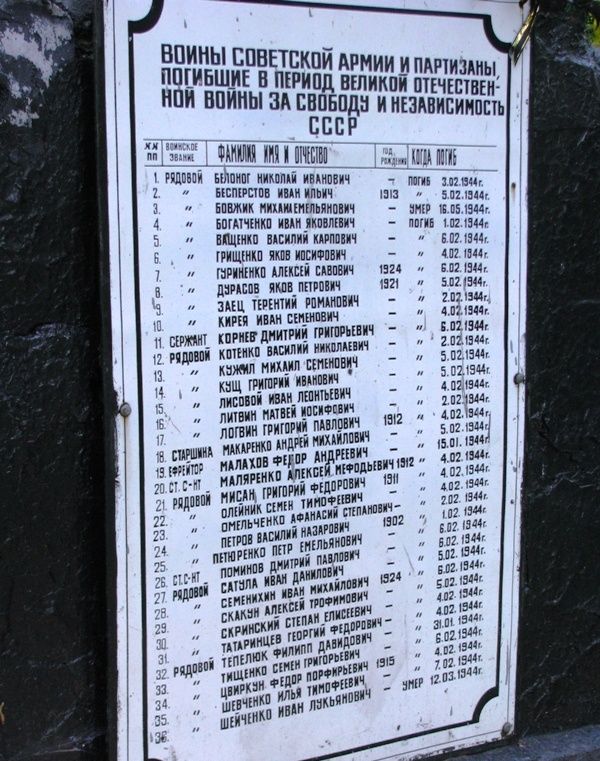 ВОИНЫ СОВЕТСКОЙ АРМИИ И ПАРТИЗАНЫ,
ПОГИБШИЕ В ПЕРИОД ВЕЛИКОЙ ОТЕЧЕСТВЕН-
НОЙ ВОЙНЫ ЗА СВОБОДУ И НЕЗАВИСИМОСТЬ
СССР
NN ПП ВОИНСКОЕ ЗВАНИЕ ФАМИЛИЯ ИМЯ И ОТЧЕСТВО ГОД РОЖДЕНИЯ КОГДА ПОГИБ
1. РЯДОВОЙ БЕЛОНОГ НИКОЛАЙ ИВАНОВИЧ – ПОГИБ 3.02.1944г.
2. " БЕСПЕРСТОВ ИВАН ИЛЬИЧ 1913 " 5.02.1944г.
3. " БОВЖИК МИХАИЛ ЕМЕЛЬЯНОВИЧ – УМЕР 16.05.1944г.
4. " БОГАТЧЕНКО ИВАН ЯКОВЛЕВИЧ – ПОГИБ 1.02.1944г.
5. " ВАЩЕНКО ВАСИЛИЙ КАРПОВИЧ – " 6.02.1944г.
6. " ГРИЩЕНКО ЯКОВ ИОСИФОВИЧ – " 4.02.1944г.
7. " ГУРИНЕНКО АЛЕКСЕЙ САВОВИЧ 1924 " 6.02.1944г.
8. " ДУРАСОВ ЯКОВ ПЕТРОВИЧ 1921 " 5.02.1944г.
9. " ЗАЕЦ ТЕРЕНТИЙ РОМАНОВИЧ – " 2.02.1944г.
10. " КИРЕЯ ИВАН СЕМЕНОВИЧ – " 4.02.1944г.
11. СЕРЖАНТ КОРНЕВ ДМИТРИЙ ГРИГОРЬЕВИЧ – " 6.02.1944г.
12. РЯДОВОЙ КОТЕНКО ВАСИЛИЙ НИКОЛАЕВИЧ – " 2.02.1944г.
13. " КУЖИЛ МИХАИЛ СЕМЕНОВИЧ – " 5.02.1944г.
14. " КУЩ ГРИГОРИЙ ИВАНОВИЧ – " 5.02.1944г.
15. " ЛИСОВОЙ ИВАН ЛЕОНТЬЕВИЧ – " 4.02.1944г.
16. " ЛИТВИН МАТВЕЙ ИОСИФОВИЧ – " 2.02.1944г.
17. " ЛОГВИН ГРИГОРИЙ ПАВЛОВИЧ 1912 " 4.02.1944г.
18. СТАРШИНА МАКАРЕНКО АНДРЕЙ МИХАЙЛОВИЧ – " 5.02.1944г.
19. ЕФРЕЙТОР МАЛАХОВ ФЕДОР АНДРЕЕВИЧ – " 15.01.1944г.
20. СТ. С-НТ МАЛЯРЕНКО АЛЕКСЕЙ МЕФОДЬЕВИЧ 1912 " 4.02.1944г.
21. РЯДОВОЙ МИСАН ГРИГОРИЙ ФЕДОРОВИЧ 1911 " 4.02.1944г.
22. " ОЛЕЙНИК СЕМЕН ТИМОФЕЕВИЧ – " 4.02.1944г.
23. " ОМЕЛЬЧЕНКО АФАНАСИЙ СТЕПАНОВИЧ – " 2.02.1944г.
24. " ПЕТРОВ ВАСИЛИЙ НАЗАРОВИЧ 1902 " 1.02.1944г.
25. " ПЕТЮРЕНКО ПЕТР ЕМЕЛЬЯНОВИЧ – " 6.02.1944г.
26. СТ. С-НТ ПОМИНОВ ДМИТРИЙ ПАВЛОВИЧ – " 6.02.1944г.
27. РЯДОВОЙ САТУЛА ИВАН ДАНИЛОВИЧ – " 5.02.1944г.
28. " СЕМЕНИХИН ИВАН МИХАЙЛОВИЧ 1924 " 6.02.1944г.
29. " СКАКУН АЛЕКСЕЙ ТРОФИМОВИЧ – " 5.02.1944г.
30. " СКРИНСКИЙ СТЕПАН ЕЛИСЕЕВИЧ – " 4.02.1944г.
31. " ТАТАРИНЦЕВ ГЕОРГИЙ ФЕДОРОВИЧ – " 4.02.1944г.
32. РЯДОВОЙ ТЕПЕЛЮК ФИЛИПП ДАВИДОВИЧ – " 31.01.1944г.
33. " ТИЩЕНКО СЕМЕН ГРИГОРЬЕВИЧ – " 6.02.1944г.
34. " ЦВИРКУН ФЕДОР ПОРФИРЬЕВИЧ 1915 " 4.02.1944г.
35. " ШЕВЧЕНКО ИЛЬЯ ТИМОФЕЕВИЧ – " 7.02.1944г.
36. " ШЕЙЧЕНКО ИВАН ЛУКЬЯНОВИЧ – УМЕР 12.03.1944г.